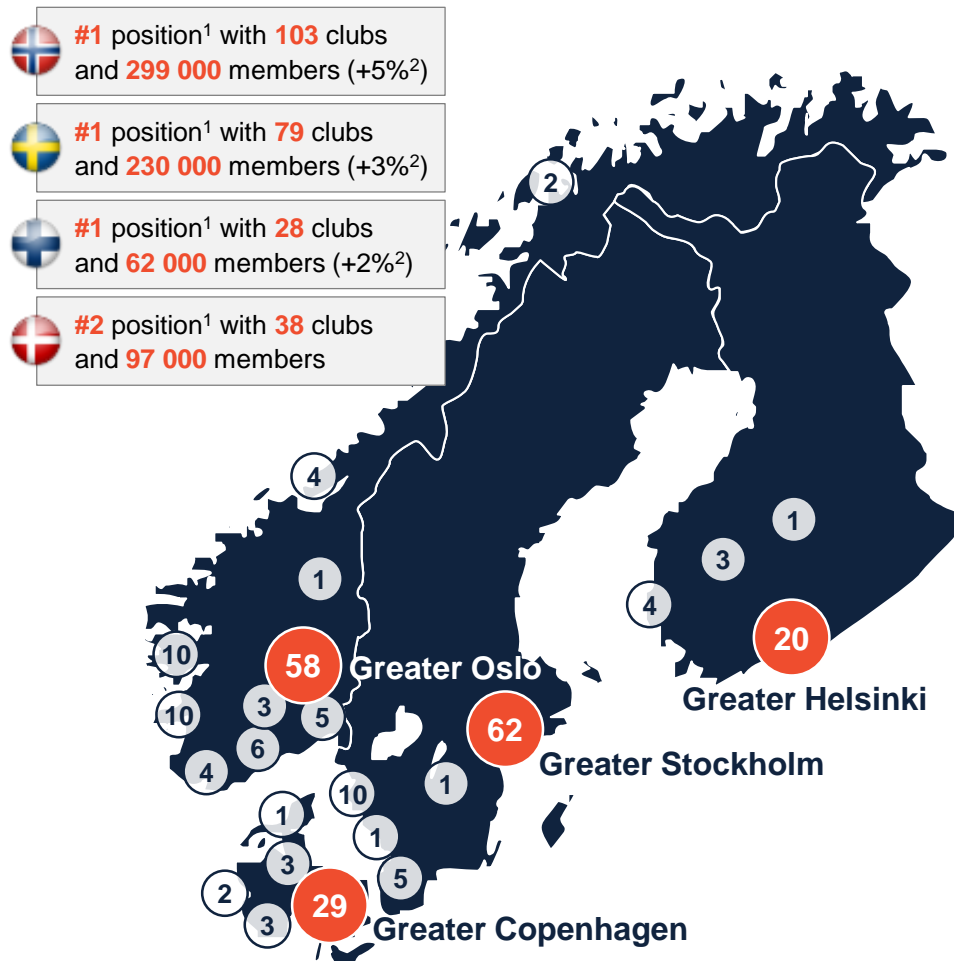 #1 position¹ with 103 clubs
and 299 000 members (+5%²)
#1 position¹ with 79 clubs
and 230 000 members (+3%²)
#1 position¹ with 28 clubs
and 62 000 members (+2%²)
#2 position¹ with 38 clubs
and 97 000 members
2
4
1
1
3
4
20
Greater Helsinki
10
58
Greater Oslo
10
3
5
6
4
62
Greater Stockholm
1
10
1
5
1
3
2
3
29
Greater Copenhagen